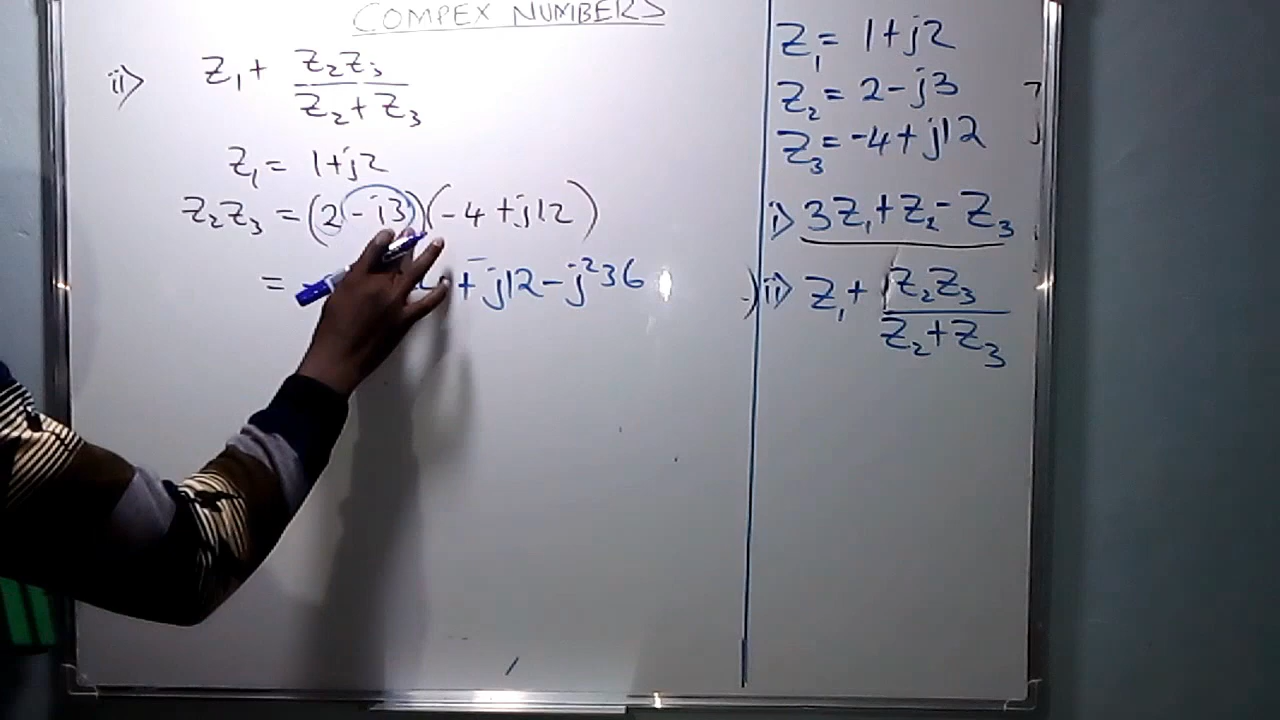 COMPEX NUMBERS
ii) Z₁ + Z₂Z₃ / Z₂ + Z₃
Z₁ = 1+j2
Z₂Z₃ = (2 - j3)(-4 + j12)
= + j12 - j²36
Z₁ = 1+j2
Z₂ = 2-j3
Z₃ = -4+j12
i) 3Z₁ + Z₂ - Z₃
ii) Z₁ + Z₂Z₃ / Z₂ + Z₃